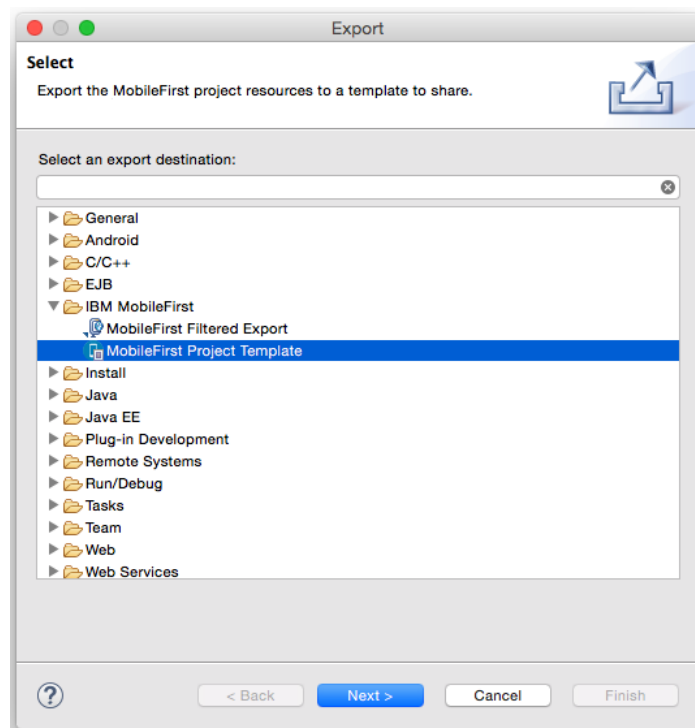 Export
Select
Export the MobileFirst project resources to a template to share.
Select an export destination:
General
Android
C/C++
EJB
IBM MobileFirst
MobileFirst Filtered Export
MobileFirst Project Template
Install
Java
Java EE
Plug-in Development
Remote Systems
Run/Debug
Tasks
Team
Web
Web Services
? < Back Next > Cancel Finish